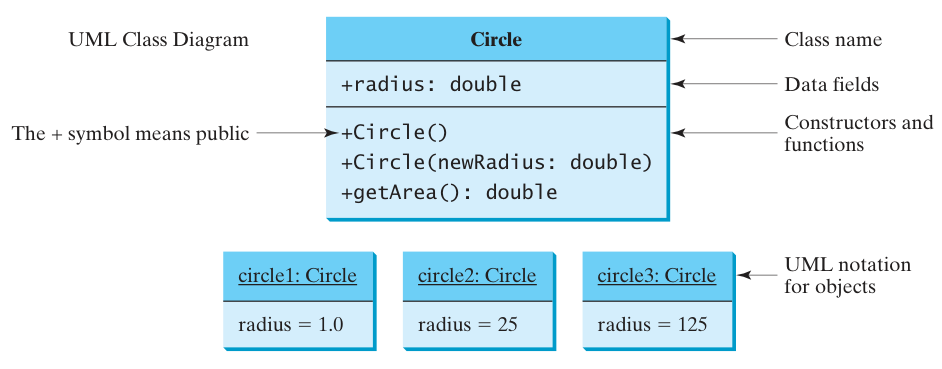 UML Class Diagram
Circle
Class name
+radius: double
Data fields
The + symbol means public
+Circle()
+Circle(newRadius: double)
+getArea(): double
Constructors and
functions
circle1: Circle
radius = 1.0
circle2: Circle
radius = 25
circle3: Circle
radius = 125
UML notation
for objects